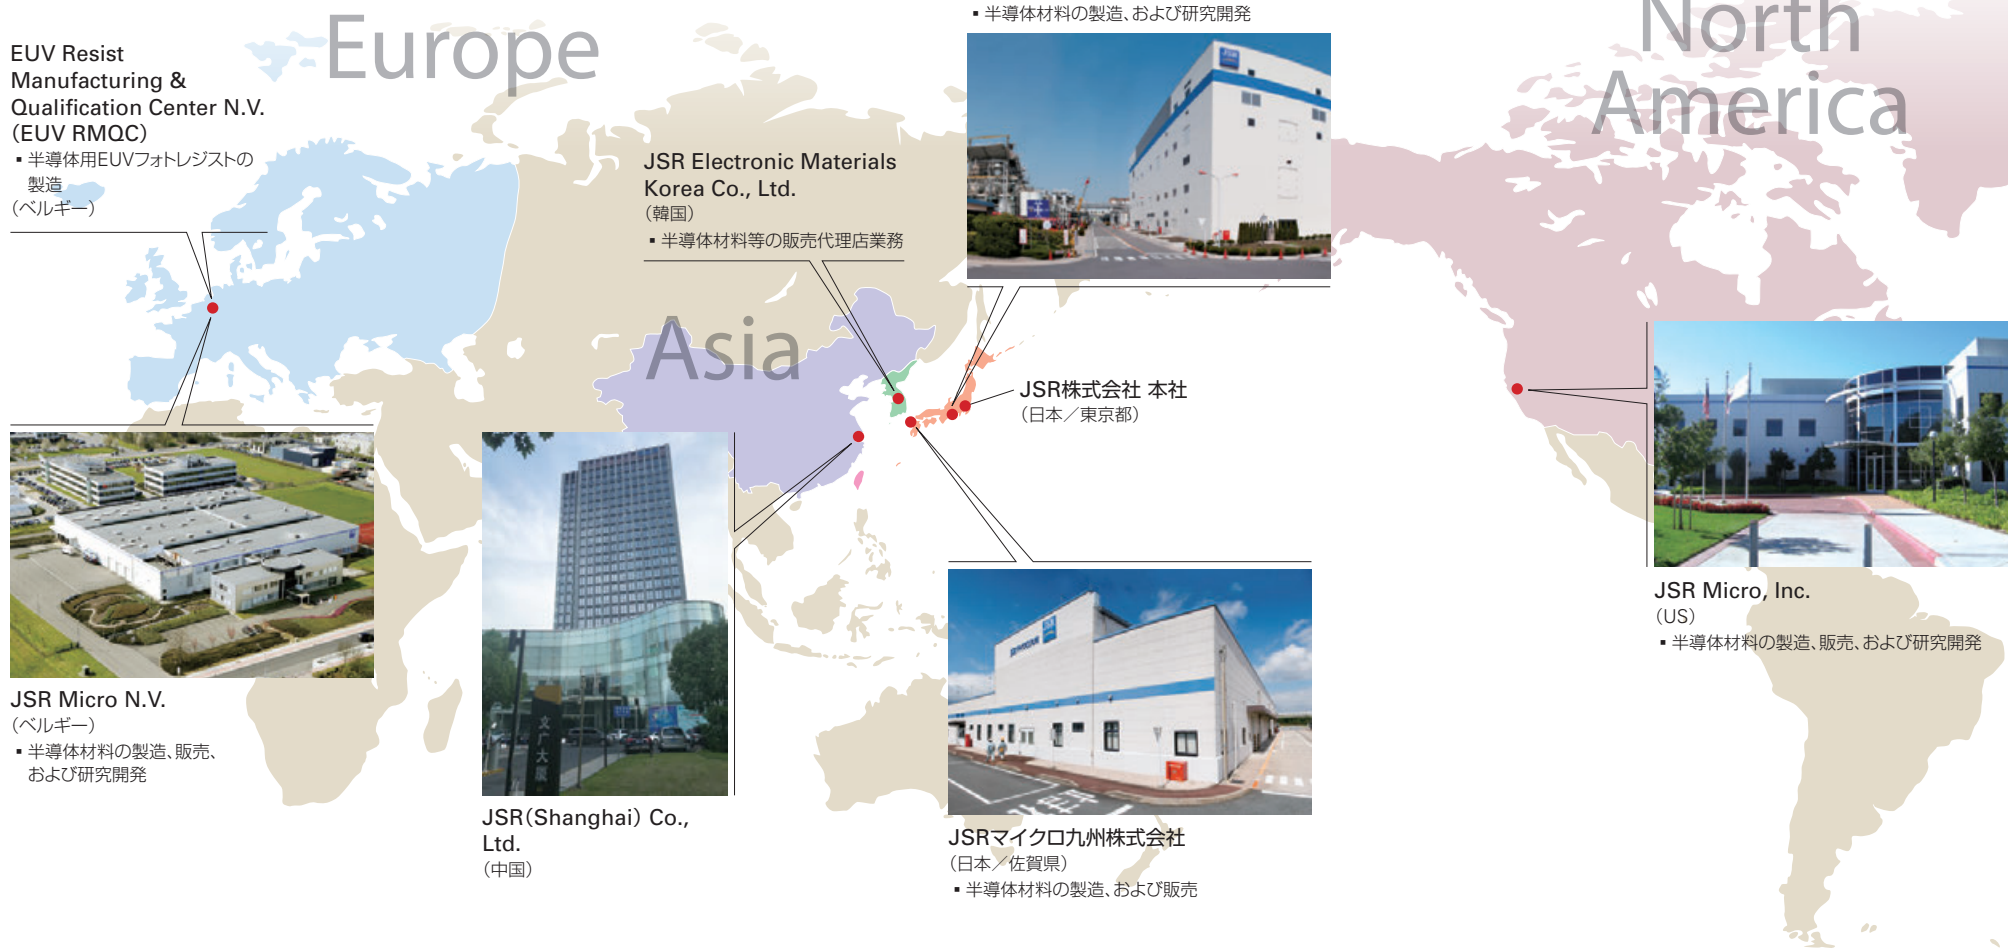 Europe
North
America
Asia
EUV Resist
Manufacturing &
Qualification Center N.V.
（EUV RMQC）
▪ 半導体用EUVフォトレジストの
製造
（ベルギー）
JSR Electronic Materials
Korea Co., Ltd.
（韓国）
▪ 半導体材料等の販売代理店業務
▪ 半導体材料の製造、および研究開発
JSR
JSR株式会社 本社
（日本／東京都）
JSR Micro N.V.
（ベルギー）
▪ 半導体材料の製造、販売、
および研究開発
文广大厦
JSR（Shanghai）Co.,
Ltd.
（中国）
JSR
JSRマイクロ九州株式会社
（日本／佐賀県）
▪ 半導体材料の製造、および販売
JSR Micro, Inc.
（US）
▪ 半導体材料の製造、販売、および研究開発